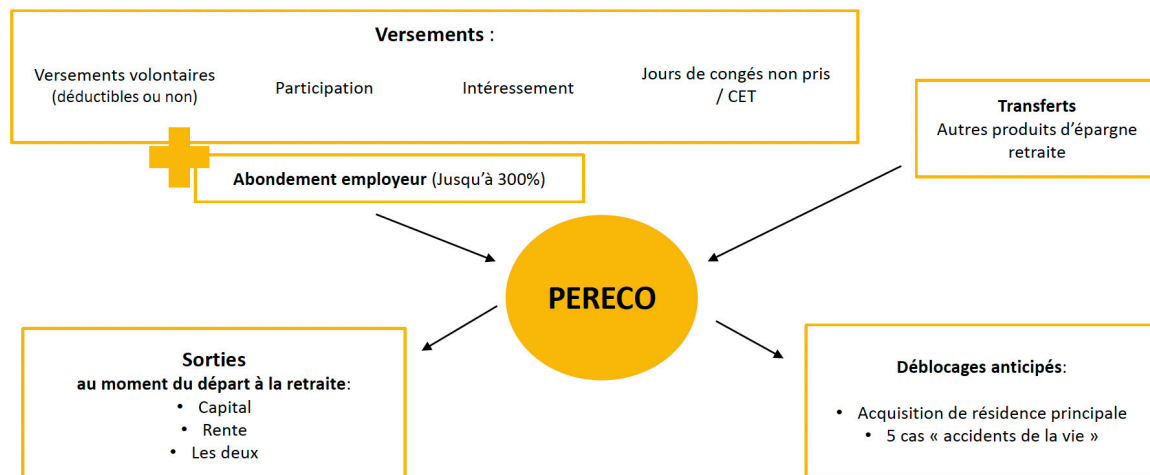 Versements :
Versements volontaires
(déductibles ou non)
Participation
Intéressement
Jours de congés non pris
/ CET
Abondement employeur (Jusqu'à 300%)
Transferts
Autres produits d'épargne
retraite
PERECO
Sorties
au moment du départ à la retraite:
• Capital
• Rente
• Les deux
Déblocages anticipés:
• Acquisition de résidence principale
• 5 cas « accidents de la vie »